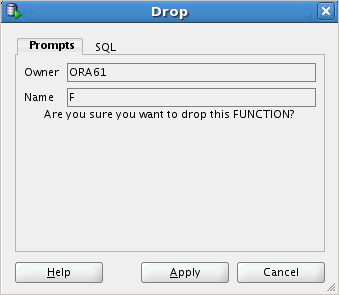 Drop
Prompts SQL
Owner ORA61
Name F
Are you sure you want to drop this FUNCTION?
Help Apply Cancel